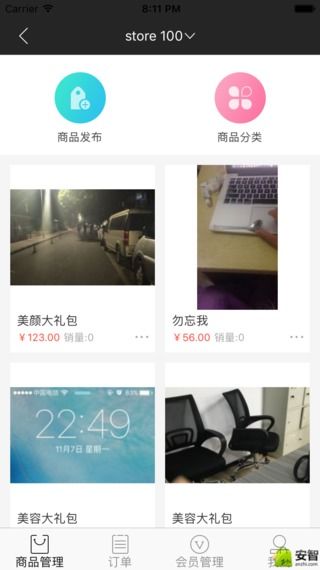 Carrier 8:11 PM
store 100
商品发布 商品分类
美颜大礼包 勿忘我
￥123.00 销量:0 ￥56.00 销量:0
中国电信
22:49
11月7日 星期一
美容大礼包 美容大礼包
商品管理 订单 会员管理 我
安智
anzhi.com